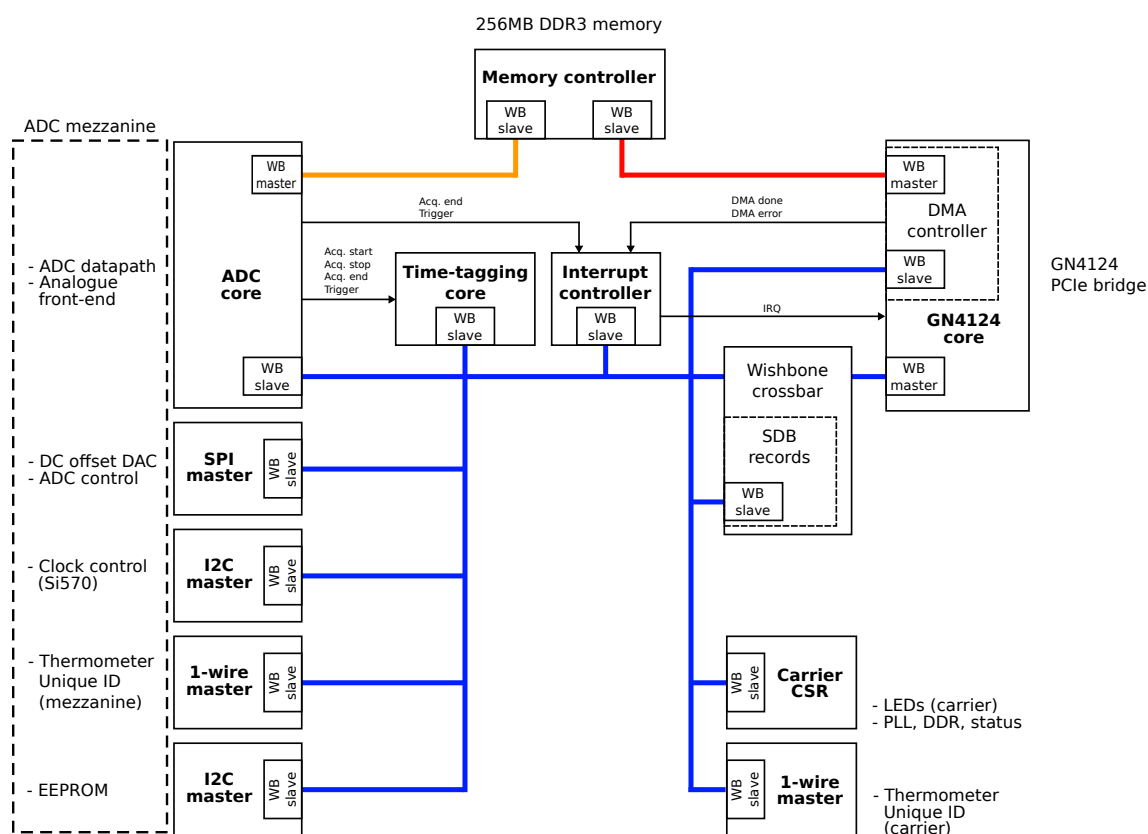 256MB DDR3 memory
Memory controller
WB
slave
WB
slave
ADC mezzanine
WB
master
ADC
core
WB
slave
- ADC datapath
- Analogue
front-end
Acq. end
Trigger
DMA done
DMA error
Acq. start
Acq. stop
Acq. end
Trigger
Time-tagging
core
WB
slave
Interrupt
controller
WB
slave
IRQ
WB
master
DMA
controller
WB
slave
GN4124
core
WB
master
GN4124
PCIe bridge
Wishbone
crossbar
SDB
records
WB
slave
- DC offset DAC
- ADC control
SPI
master
WB
slave
- Clock control
(Si570)
I2C
master
WB
slave
- Thermometer
Unique ID
(mezzanine)
1-wire
master
WB
slave
- EEPROM
I2C
master
WB
slave
WB
slave
Carrier
CSR
- LEDs (carrier)
- PLL, DDR, status
WB
slave
1-wire
master
- Thermometer
Unique ID
(carrier)